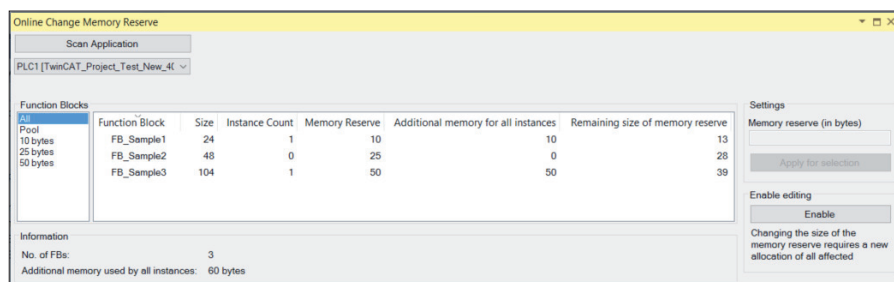 Online Change Memory Reserve
Scan Application
PLC1 [TwinCAT_Project_Test_New_4(
Function Blocks
All
Pool
10 bytes
25 bytes
50 bytes
Function Block Size Instance Count Memory Reserve Additional memory for all instances Remaining size of memory reserve
FB_Sample1 24 1 10 10 13
FB_Sample2 48 0 25 0 28
FB_Sample3 104 1 50 50 39
Settings
Memory reserve (in bytes)
Apply for selection
Enable editing
Enable
Changing the size of the
memory reserve requires a new
allocation of all affected
Information
No. of FBs: 3
Additional memory used by all instances: 60 bytes